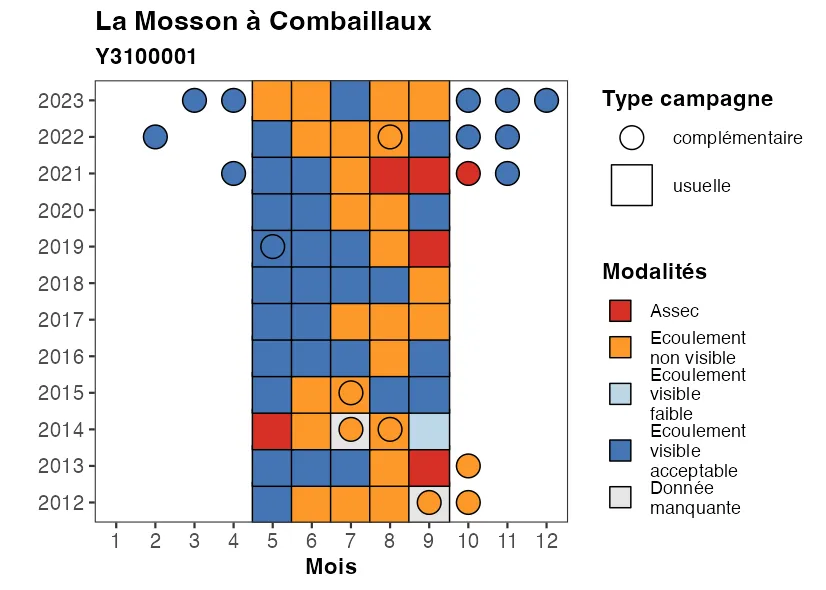 La Mosson à Combaillaux
Y3100001
2023
2022
2021
2020
2019
2018
2017
2016
2015
2014
2013
2012
1 2 3 4 5 6 7 8 9 10 11 12
Mois
Type campagne
complémentaire
usuelle
Modalités
Assec
Ecoulement
non visible
Ecoulement
visible
faible
Ecoulement
visible
acceptable
Donnée
manquante